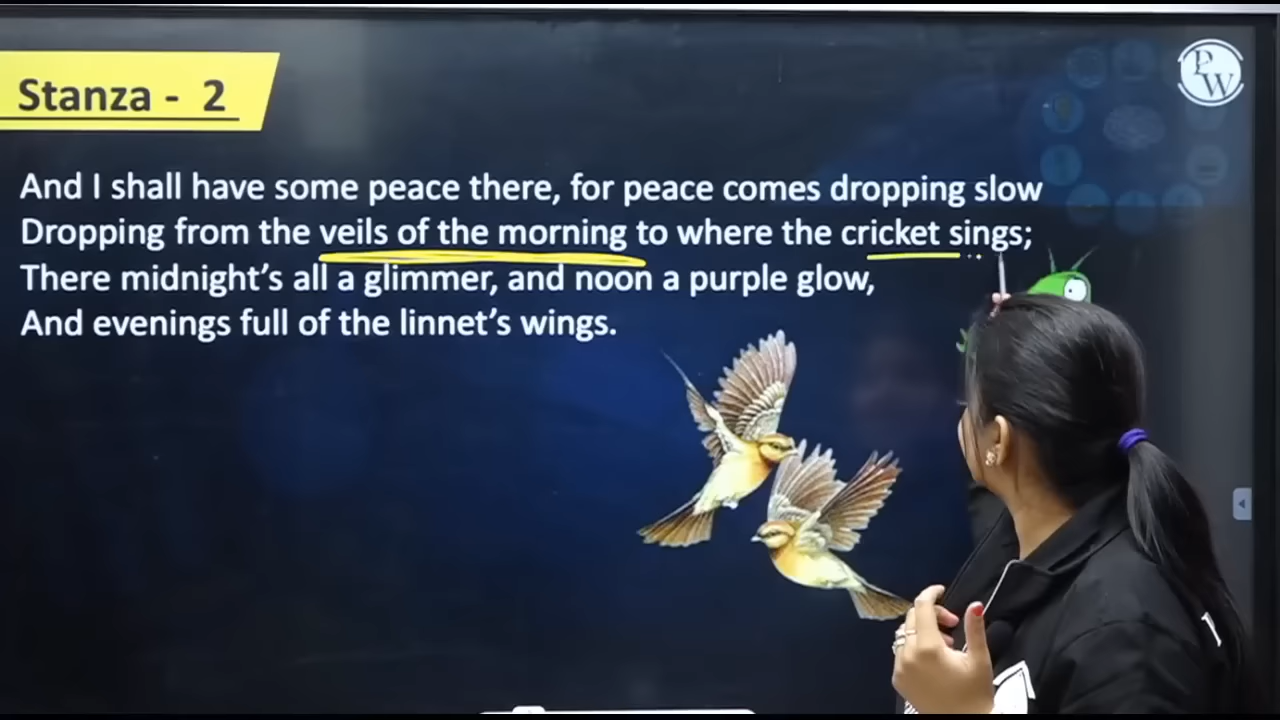 Stanza - 2
PW
And I shall have some peace there, for peace comes dropping slow
Dropping from the veils of the morning to where the cricket sings;
There midnight’s all a glimmer, and noon a purple glow,
And evenings full of the linnet’s wings.